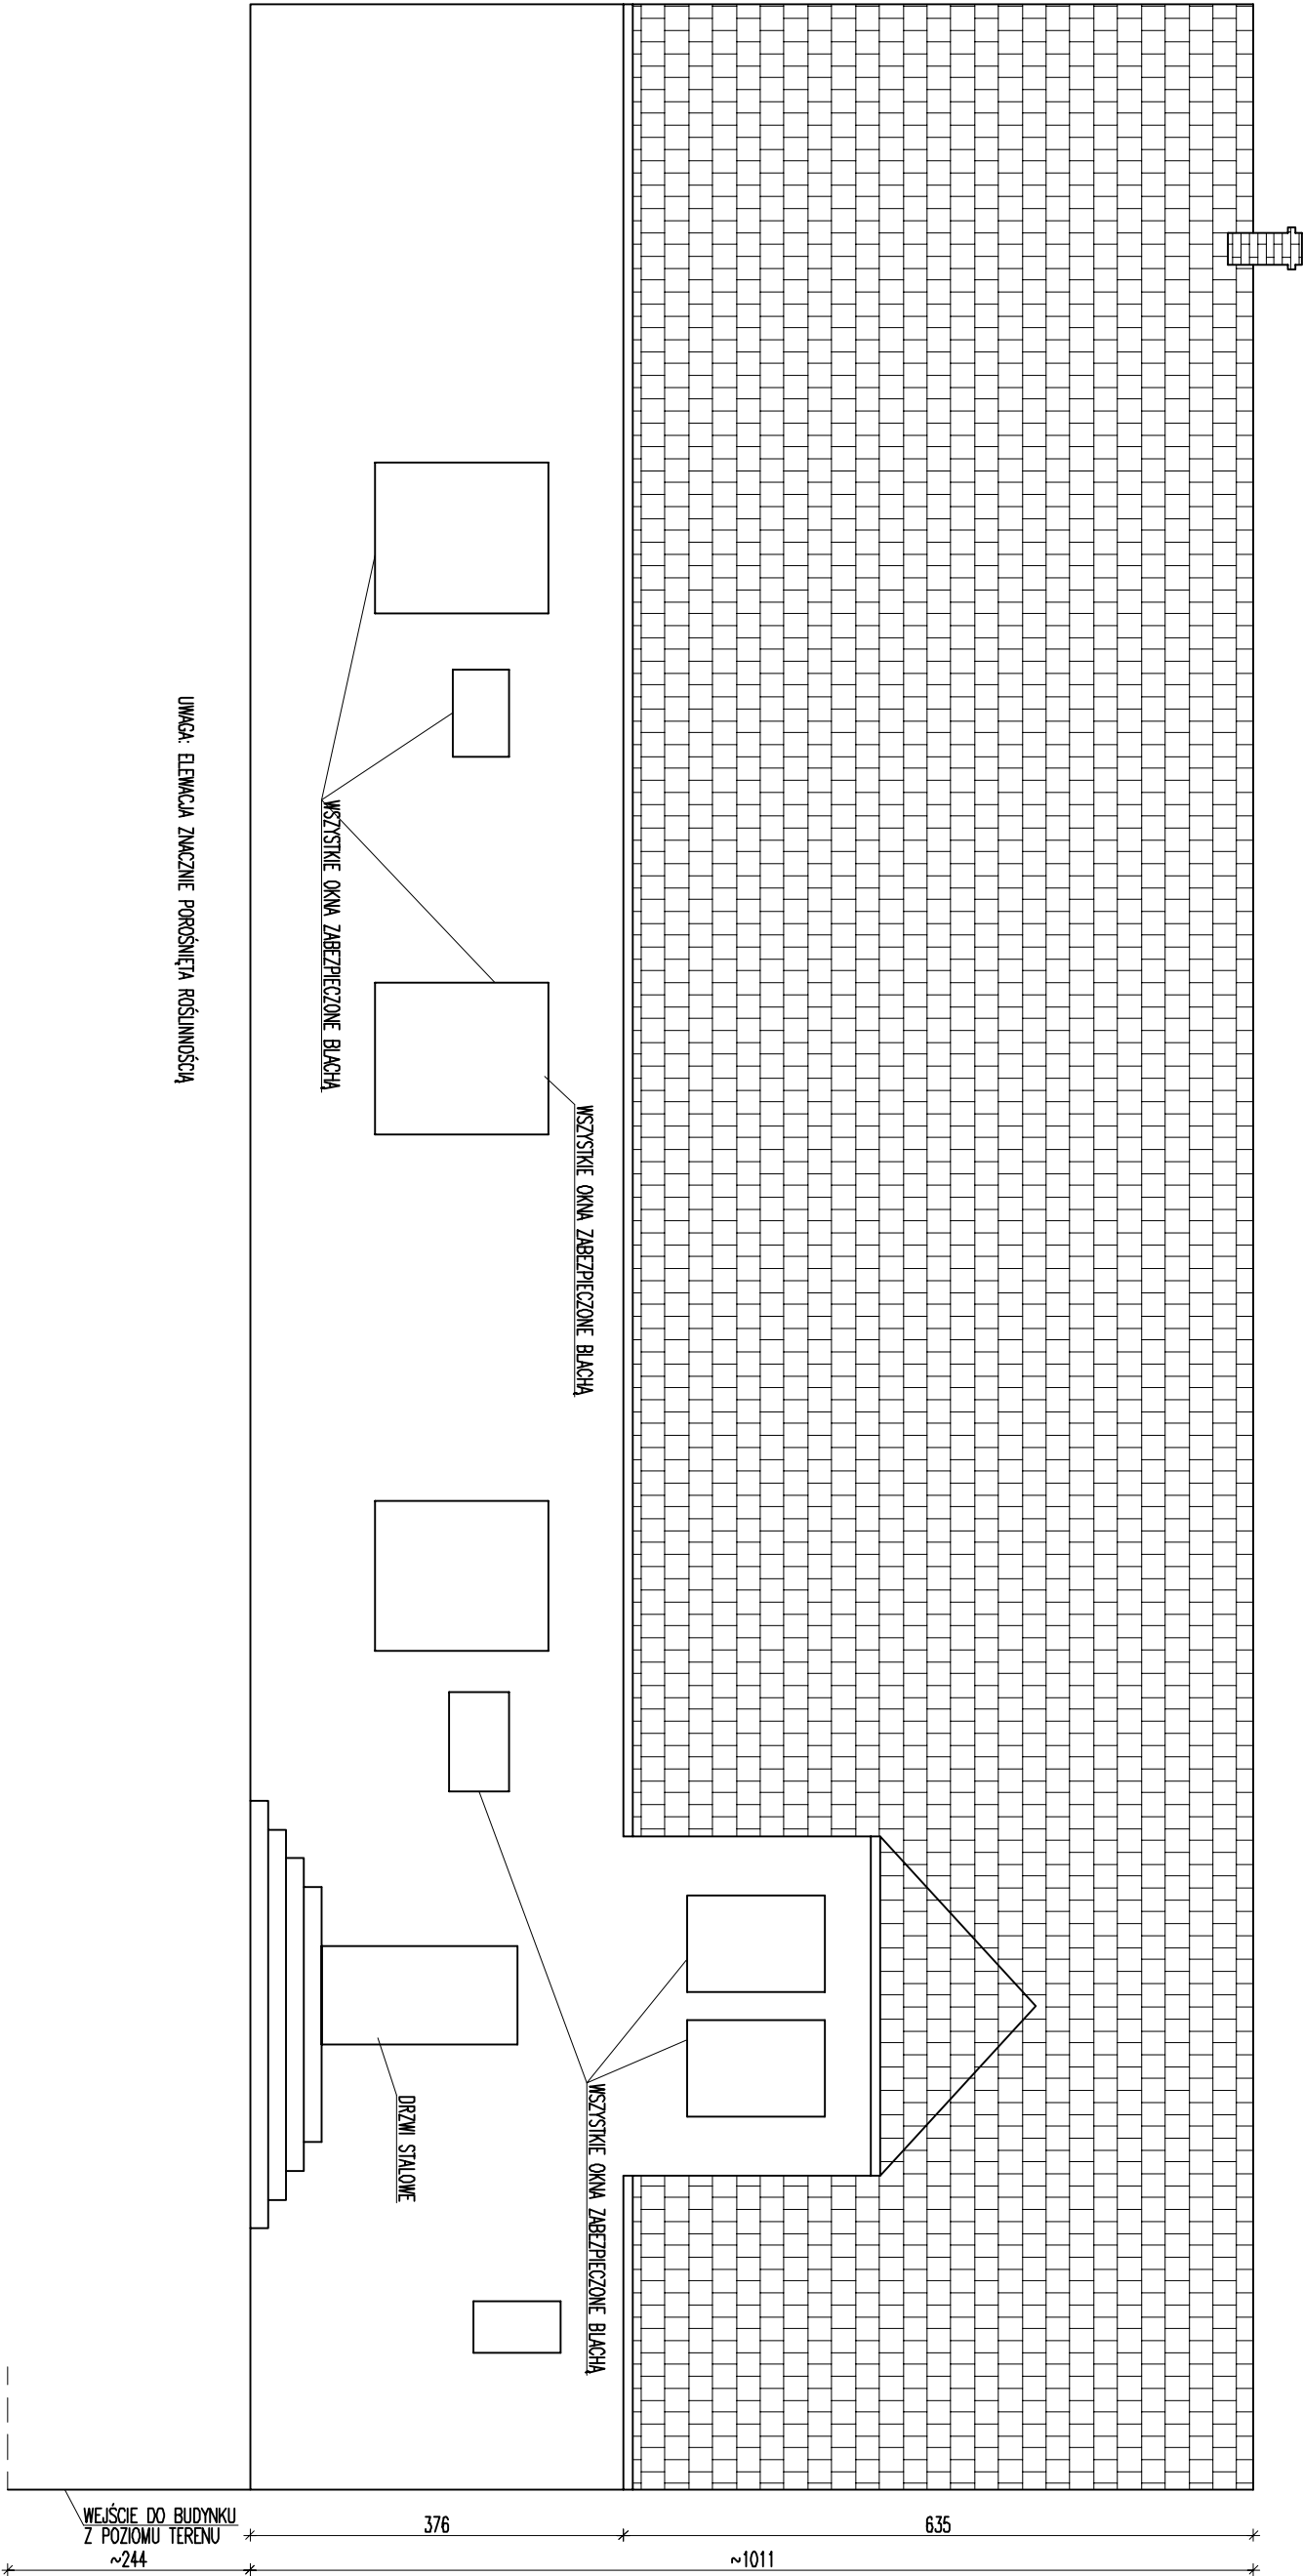 WSZYSTKIE OKNA ZABEZPIECZONE BLACHĄ
WSZYSTKIE OKNA ZABEZPIECZONE BLACHĄ
WSZYSTKIE OKNA ZABEZPIECZONE BLACHĄ
DRZWI STALOWE
UWAGA: ELEWACJA ZNACZNIE POROŚNIĘTA ROŚLINNOŚCIĄ
WEJŚCIE DO BUDYNKU
Z POZIOMU TERENU
376
635
~244
~1011